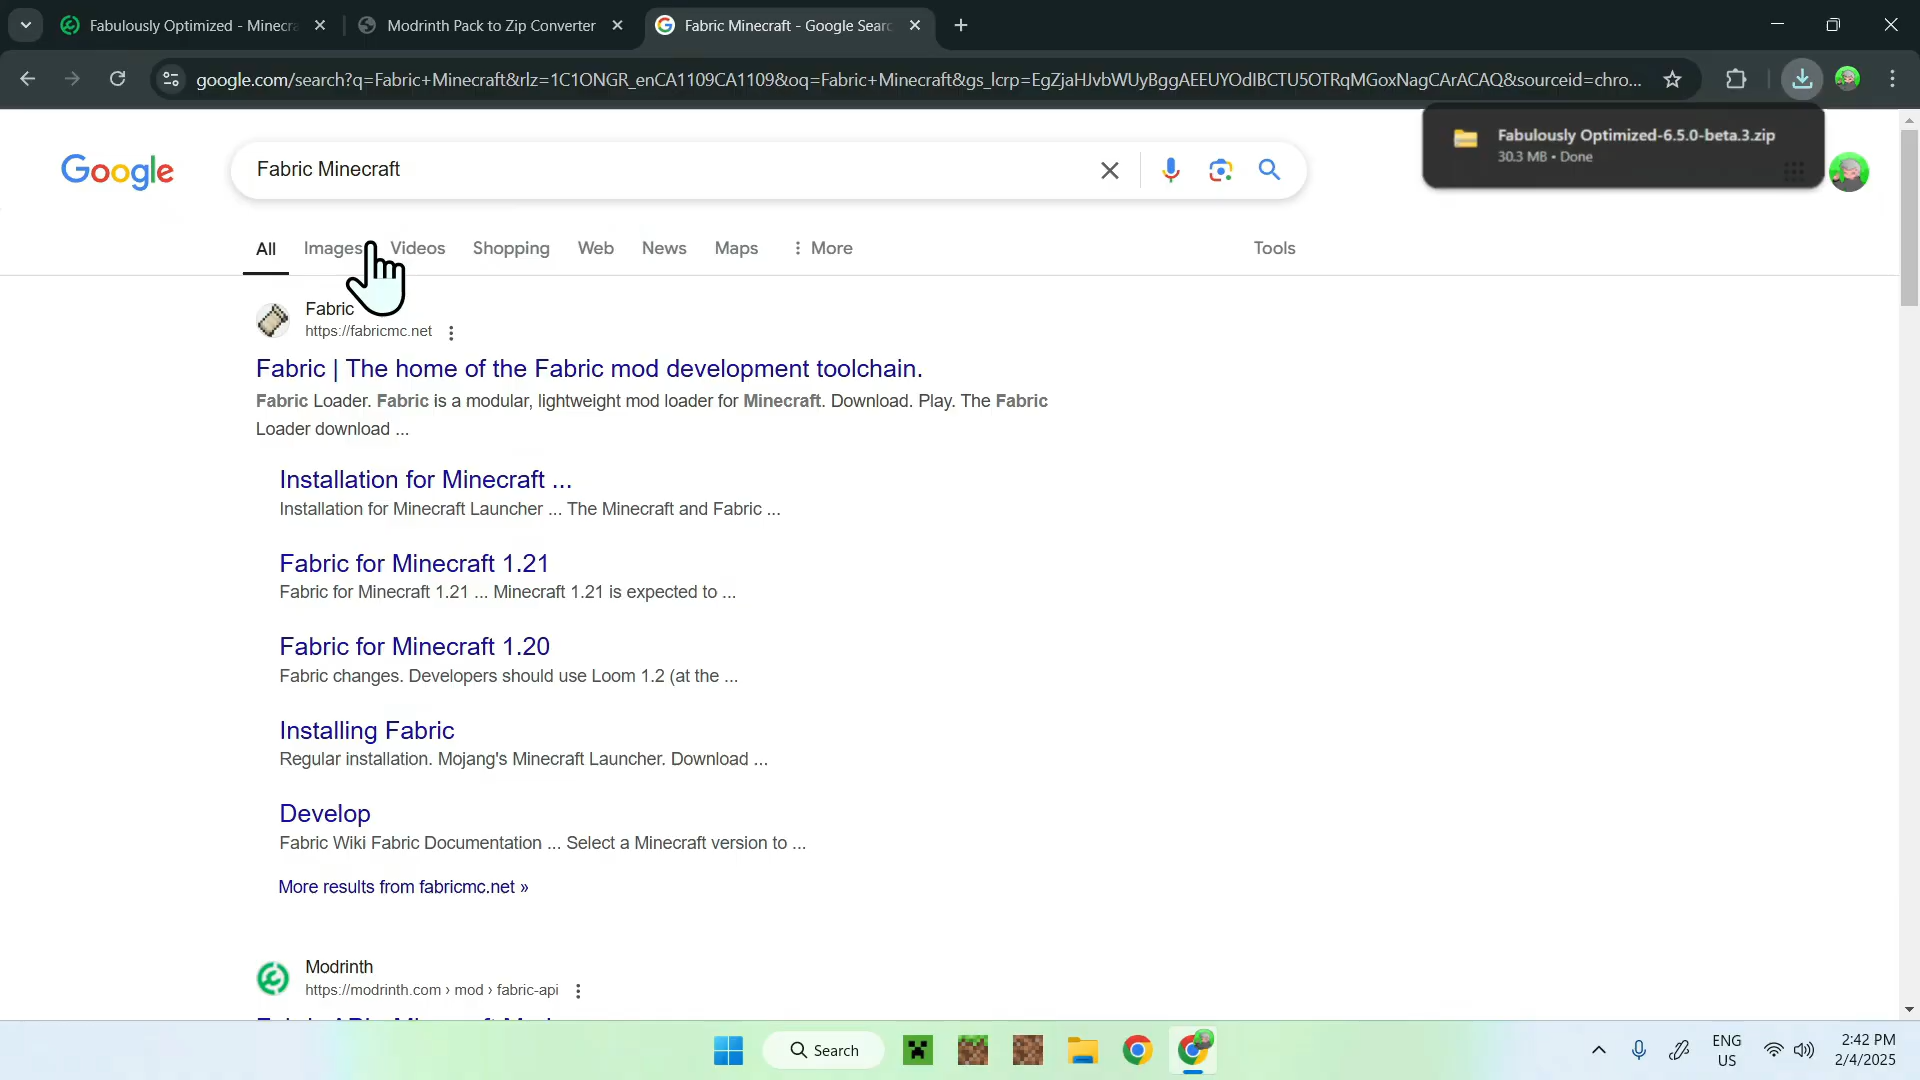 Fabulously Optimized - Minecra
Modrinth Pack to Zip Converter
Fabric Minecraft - Google Searc
google.com/search?q=Fabric+Minecraft&rlz=1C1ONGR_enCA1109CA1109&oq=Fabric+Minecraft&gs_lcrp=EgZjaHJvbWUyBggAEEUYOdIBCTU5OTRqMGoxNagCArACAQ&sourceid=chro...
Fabulously Optimized-6.5.0-beta.3.zip
30.3 MB • Done
Google
Fabric Minecraft
All
Images
Videos
Shopping
Web
News
Maps
More
Tools
Fabric
https://fabricmc.net
Fabric | The home of the Fabric mod development toolchain.
Fabric Loader. Fabric is a modular, lightweight mod loader for Minecraft. Download. Play. The Fabric
Loader download ...
Installation for Minecraft ...
Installation for Minecraft Launcher ... The Minecraft and Fabric ...
Fabric for Minecraft 1.21
Fabric for Minecraft 1.21 ... Minecraft 1.21 is expected to ...
Fabric for Minecraft 1.20
Fabric changes. Developers should use Loom 1.2 (at the ...
Installing Fabric
Regular installation. Mojang's Minecraft Launcher. Download ...
Develop
Fabric Wiki Fabric Documentation ... Select a Minecraft version to ...
More results from fabricmc.net »
Modrinth
https://modrinth.com › mod › fabric-api
Search
ENG
US
2:42 PM
2/4/2025